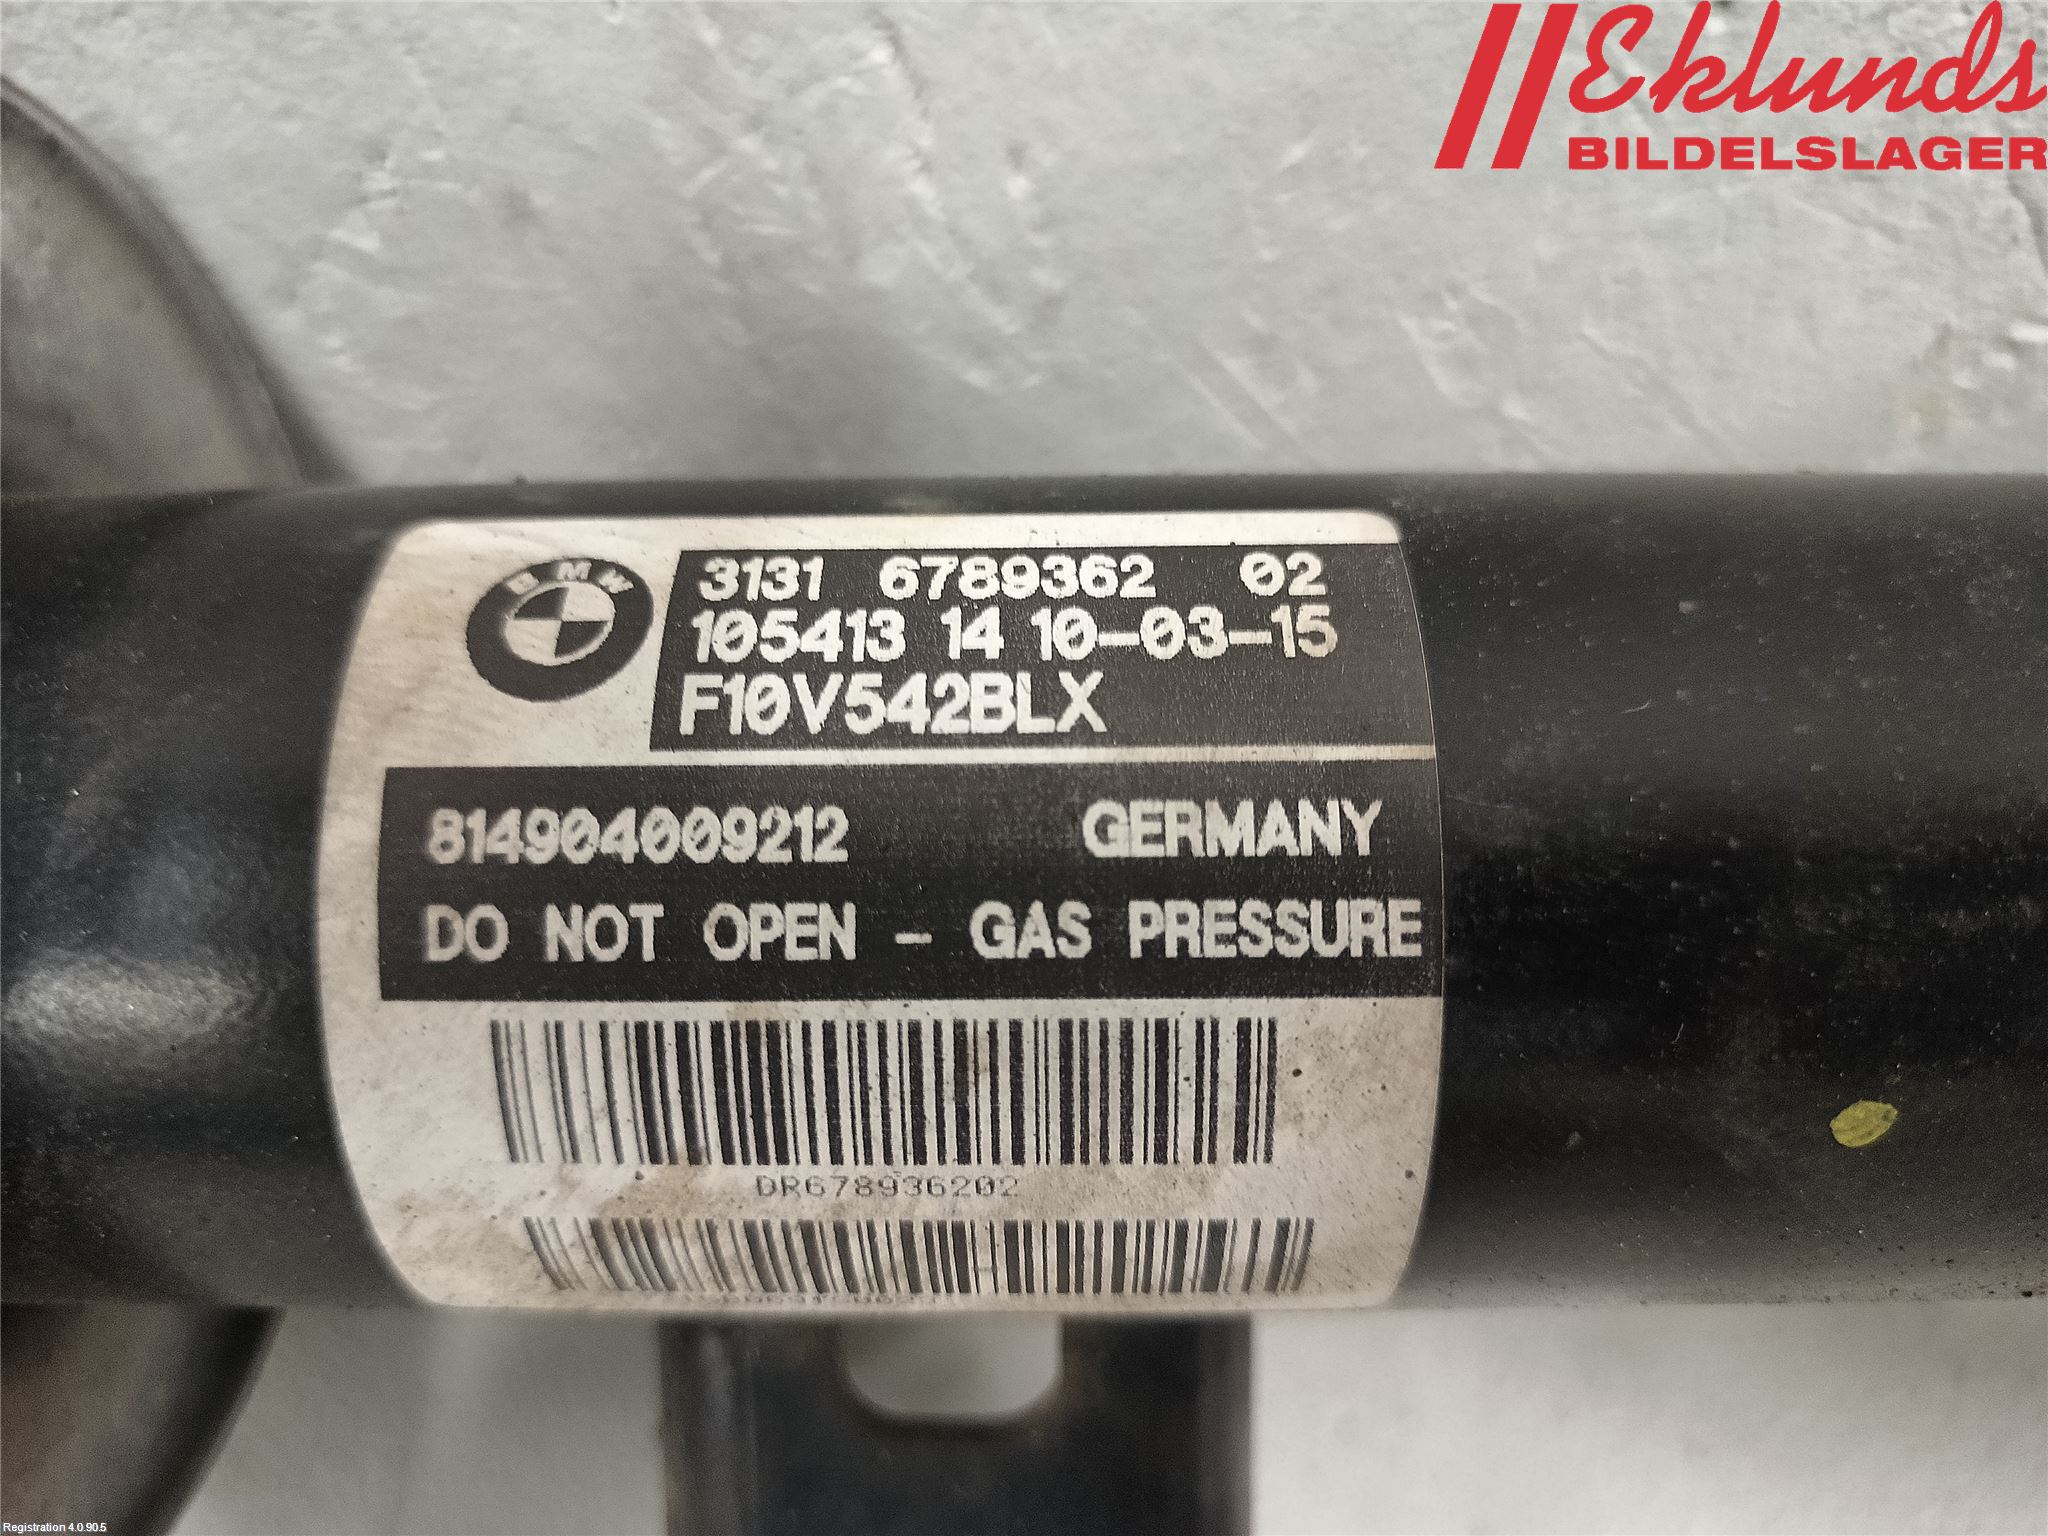 Eklunds
BILDELSLAGER
BMW
3131 6789362 02
105413 14 10-03-15
F10V542BLX
814904009212 GERMANY
DO NOT OPEN - GAS PRESSURE
DR678936202
Registration 4.0.90.5